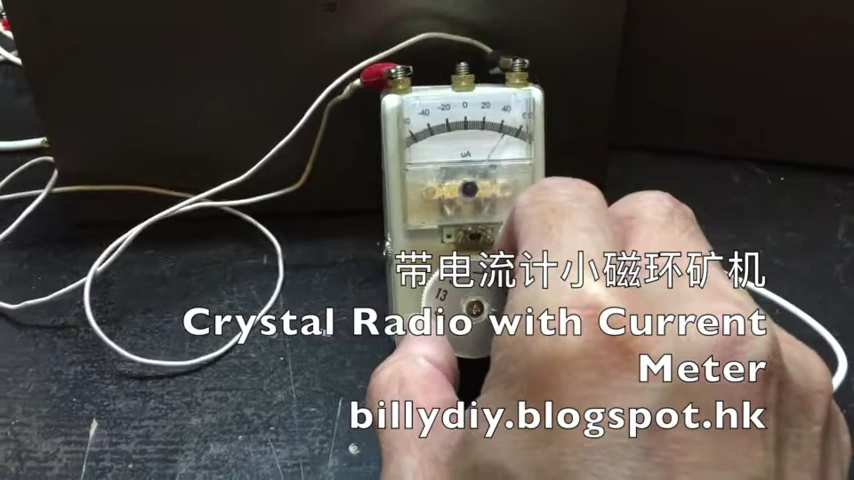 -40 -20 0 20 40 60
uA
13
带电流计小磁环矿机
Crystal Radio with Current
Meter
billydiy.blogspot.hk